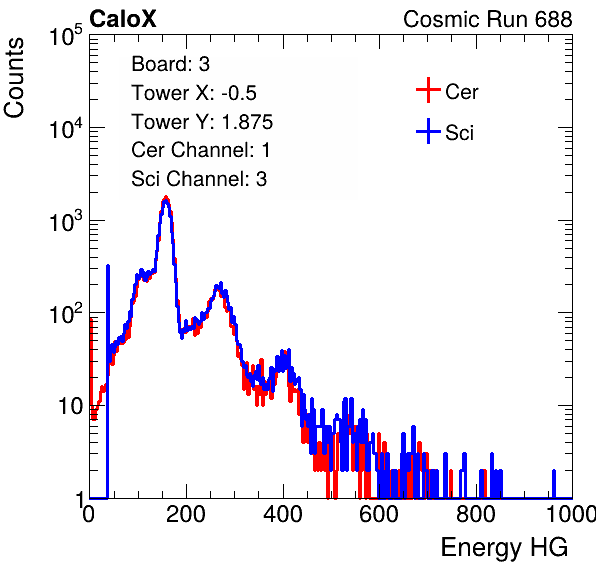 CaloX Cosmic Run 688
Counts
10^5
10^4
10^3
10^2
10
1
Board: 3
Tower X: -0.5
Tower Y: 1.875
Cer Channel: 1
Sci Channel: 3
Cer
Sci
0 200 400 600 800 1000
Energy HG